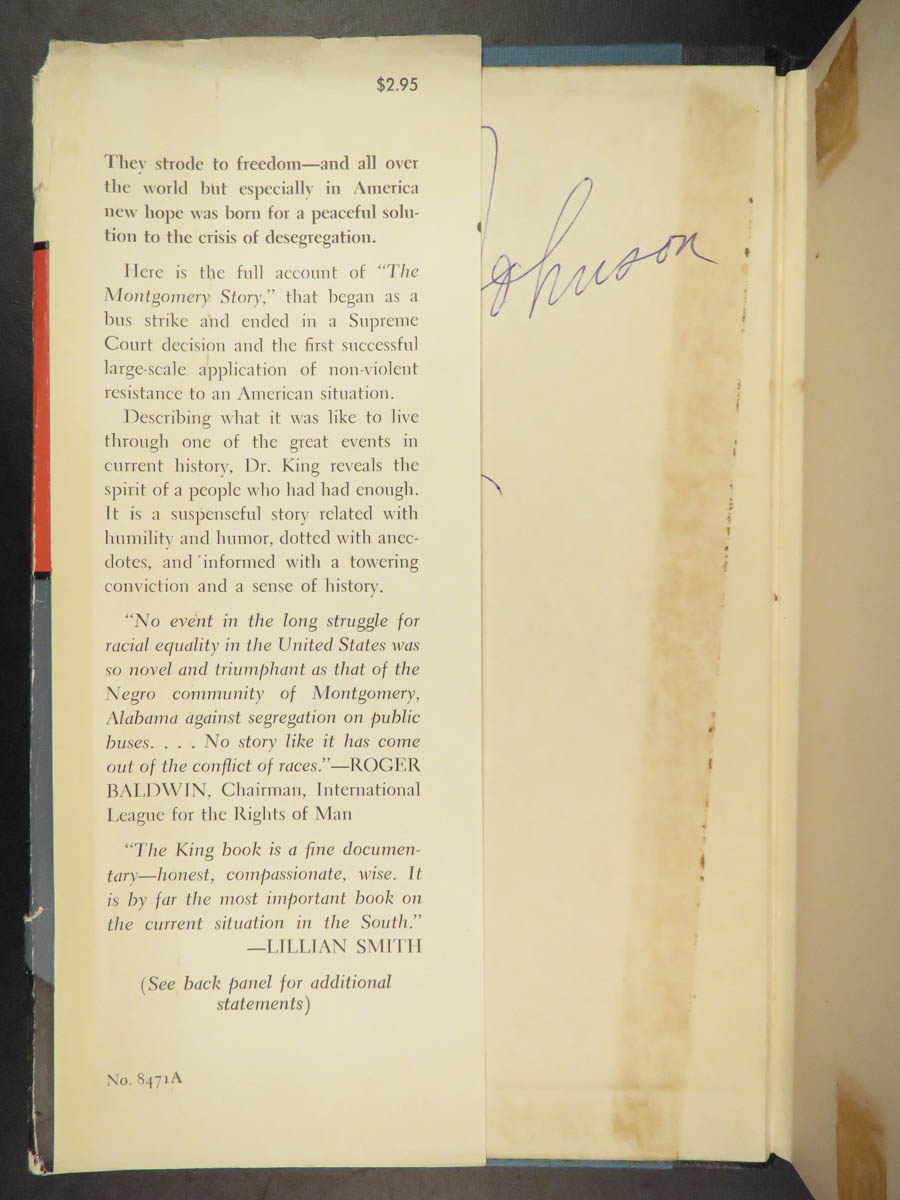 $2.95
They strode to freedom—and all over
the world but especially in America
new hope was born for a peaceful solu-
tion to the crisis of desegregation.
Here is the full account of "The
Montgomery Story," that began as a
bus strike and ended in a Supreme
Court decision and the first successful
large-scale application of non-violent
resistance to an American situation.
Describing what it was like to live
through one of the great events in
current history, Dr. King reveals the
spirit of a people who had had enough.
It is a suspenseful story related with
humility and humor, dotted with anec-
dotes, and informed with a towering
conviction and a sense of history.
"No event in the long struggle for
racial equality in the United States was
so novel and triumphant as that of the
Negro community of Montgomery,
Alabama against segregation on public
buses. . . . No story like it has come
out of the conflict of races."—ROGER
BALDWIN, Chairman, International
League for the Rights of Man
"The King book is a fine documen-
tary—honest, compassionate, wise. It
is by far the most important book on
the current situation in the South."
—LILLIAN SMITH
(See back panel for additional
statements)
No. 8471A
Johnson